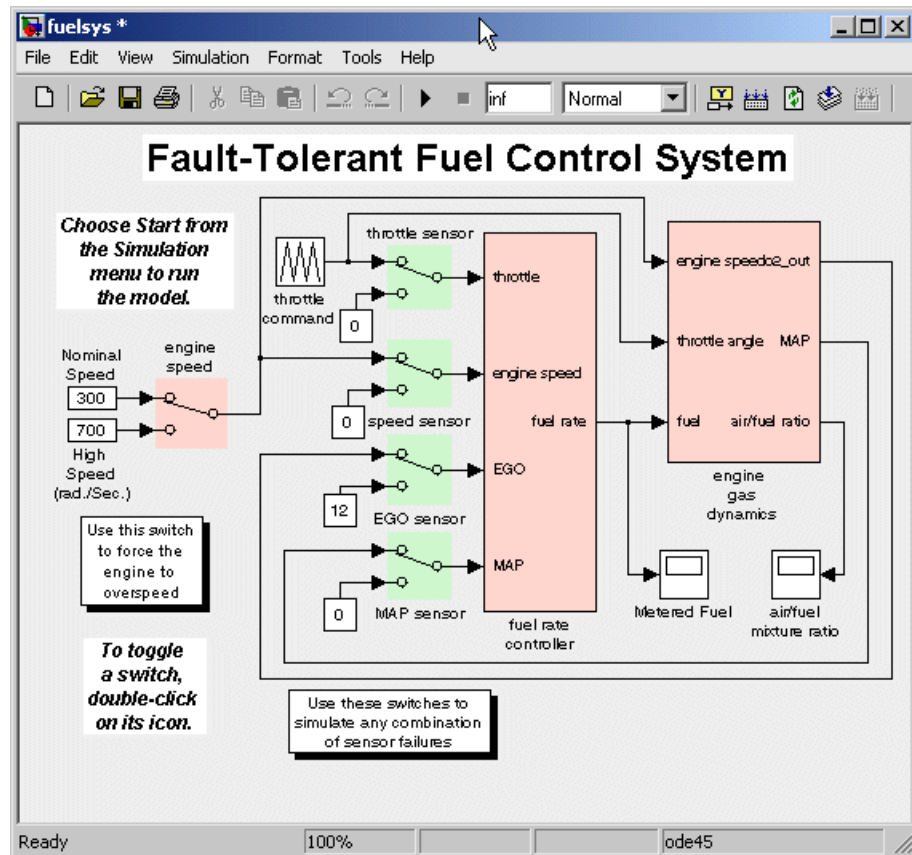 fuelsys *
File Edit View Simulation Format Tools Help
inf Normal
Fault-Tolerant Fuel Control System
Choose Start from
the Simulation
menu to run
the model.
throttle
command
throttle sensor
0
throttle
engine speed
o2_out
throttle angle
MAP
fuel
air/fuel ratio
engine
gas
dynamics
Nominal
Speed
300
700
High
Speed
(rad./Sec.)
engine
speed
0
speed sensor
engine speed
fuel rate
12
EGO sensor
EGO
0
MAP sensor
MAP
fuel rate
controller
Metered Fuel
air/fuel
mixture ratio
Use this switch
to force the
engine to
overspeed
To toggle
a switch,
double-click
on its icon.
Use these switches to
simulate any combination
of sensor failures
Ready 100% ode45